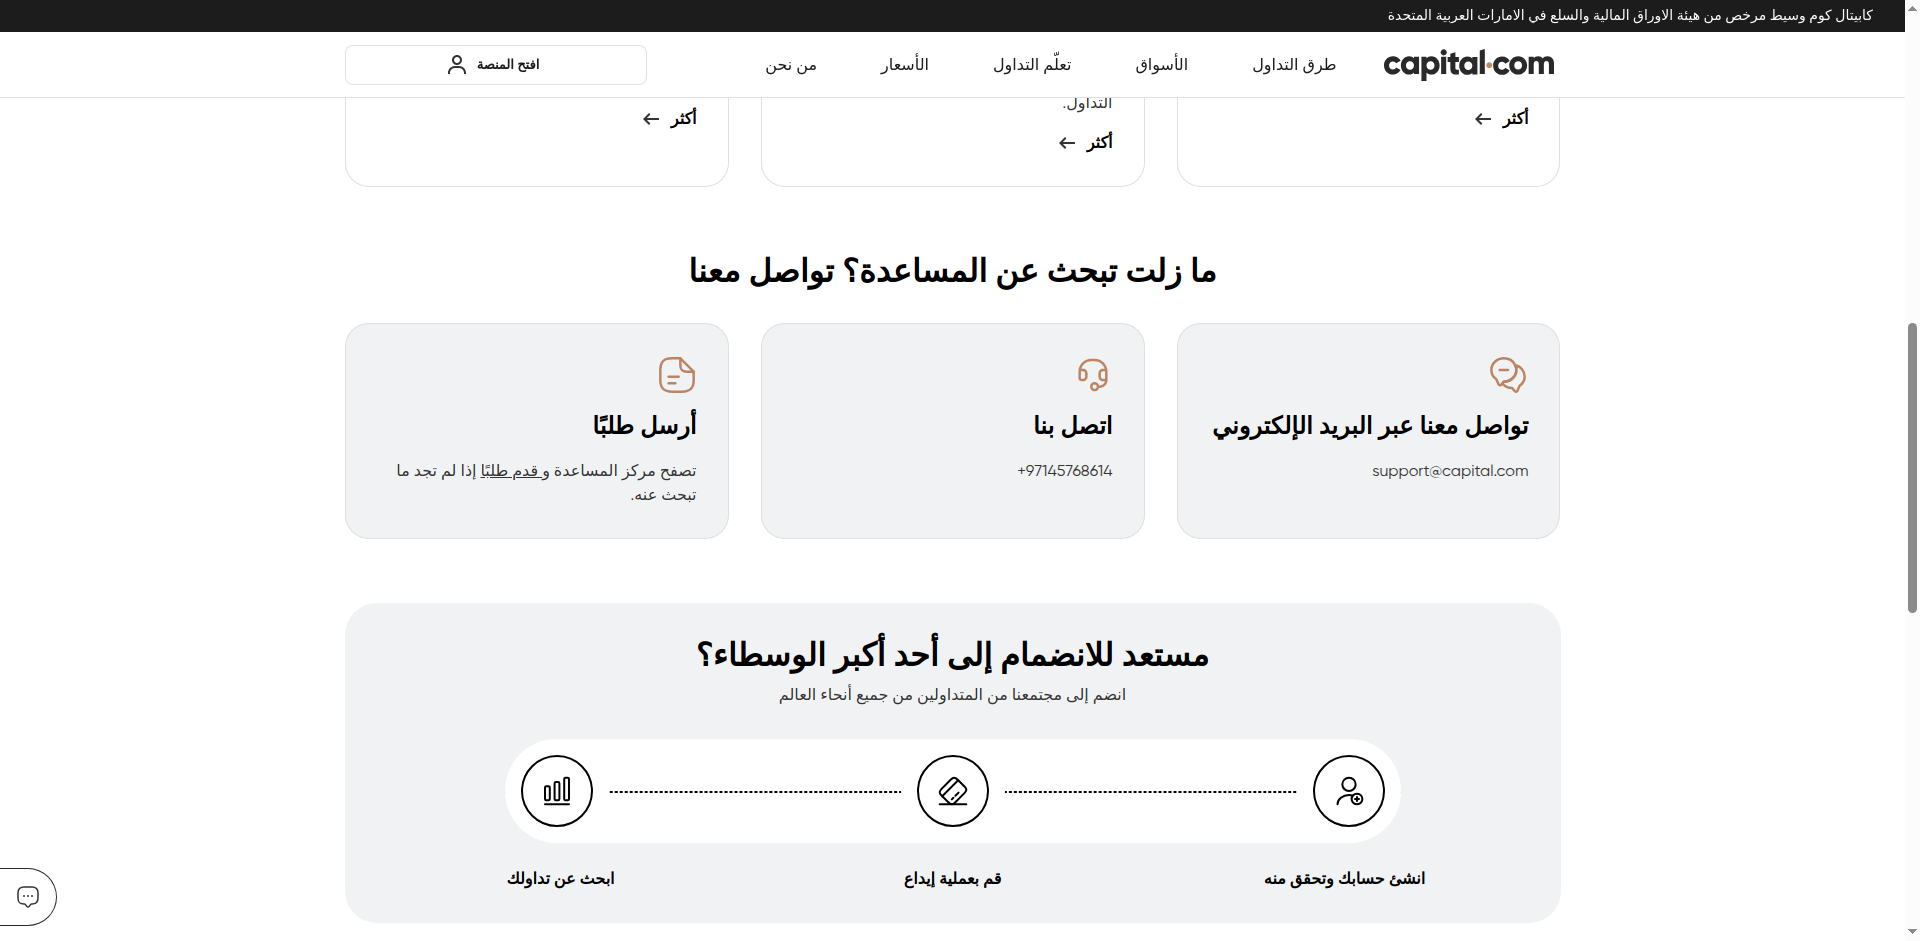 كابيتال كوم وسيط مرخص من هيئة الاوراق المالية والسلع في الامارات العربية المتحدة
capital.com
طرق التداول
الأسواق
تعلّم التداول
الأسعار
من نحن
افتح المنصة
أكثر
التداول.
أكثر
أكثر
ما زلت تبحث عن المساعدة؟ تواصل معنا
تواصل معنا عبر البريد الإلكتروني
support@capital.com
اتصل بنا
+97145768614
أرسل طلبًا
تصفح مركز المساعدة و قدم طلبًا إذا لم تجد ما
تبحث عنه.
مستعد للانضمام إلى أحد أكبر الوسطاء؟
انضم إلى مجتمعنا من المتداولين من جميع أنحاء العالم
انشئ حسابك وتحقق منه
قم بعملية إيداع
ابحث عن تداولك